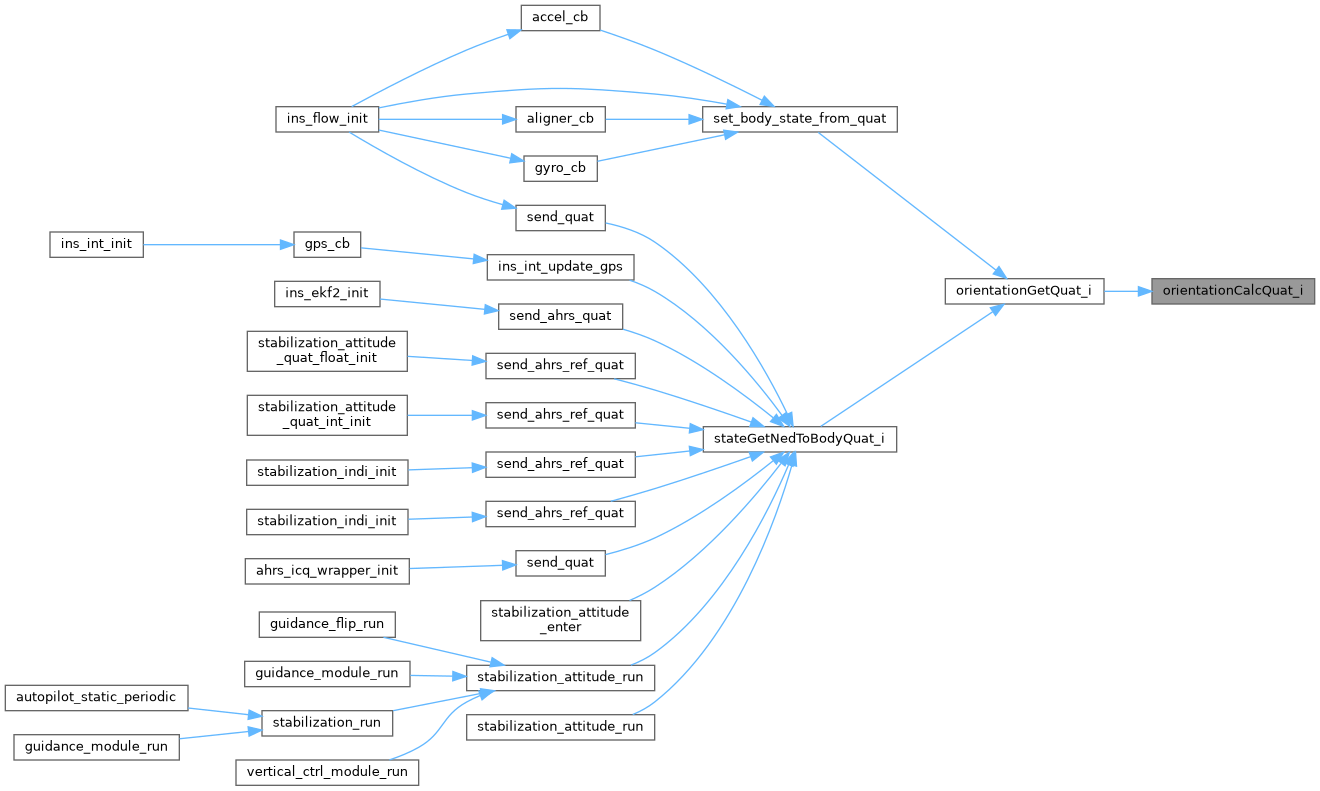 accel_cb
ins_flow_init
aligner_cb
set_body_state_from_quat
gyro_cb
send_quat
ins_int_init
gps_cb
ins_int_update_gps
ins_ekf2_init
send_ahrs_quat
orientationGetQuat_i
orientationCalcQuat_i
stabilization_attitude
_quat_float_init
send_ahrs_ref_quat
stabilization_attitude
_quat_int_init
send_ahrs_ref_quat
stateGetNedToBodyQuat_i
stabilization_indi_init
send_ahrs_ref_quat
stabilization_indi_init
send_ahrs_ref_quat
ahrs_icq_wrapper_init
send_quat
stabilization_attitude
_enter
guidance_flip_run
guidance_module_run
stabilization_attitude_run
autopilot_static_periodic
stabilization_run
stabilization_attitude_run
guidance_module_run
vertical_ctrl_module_run